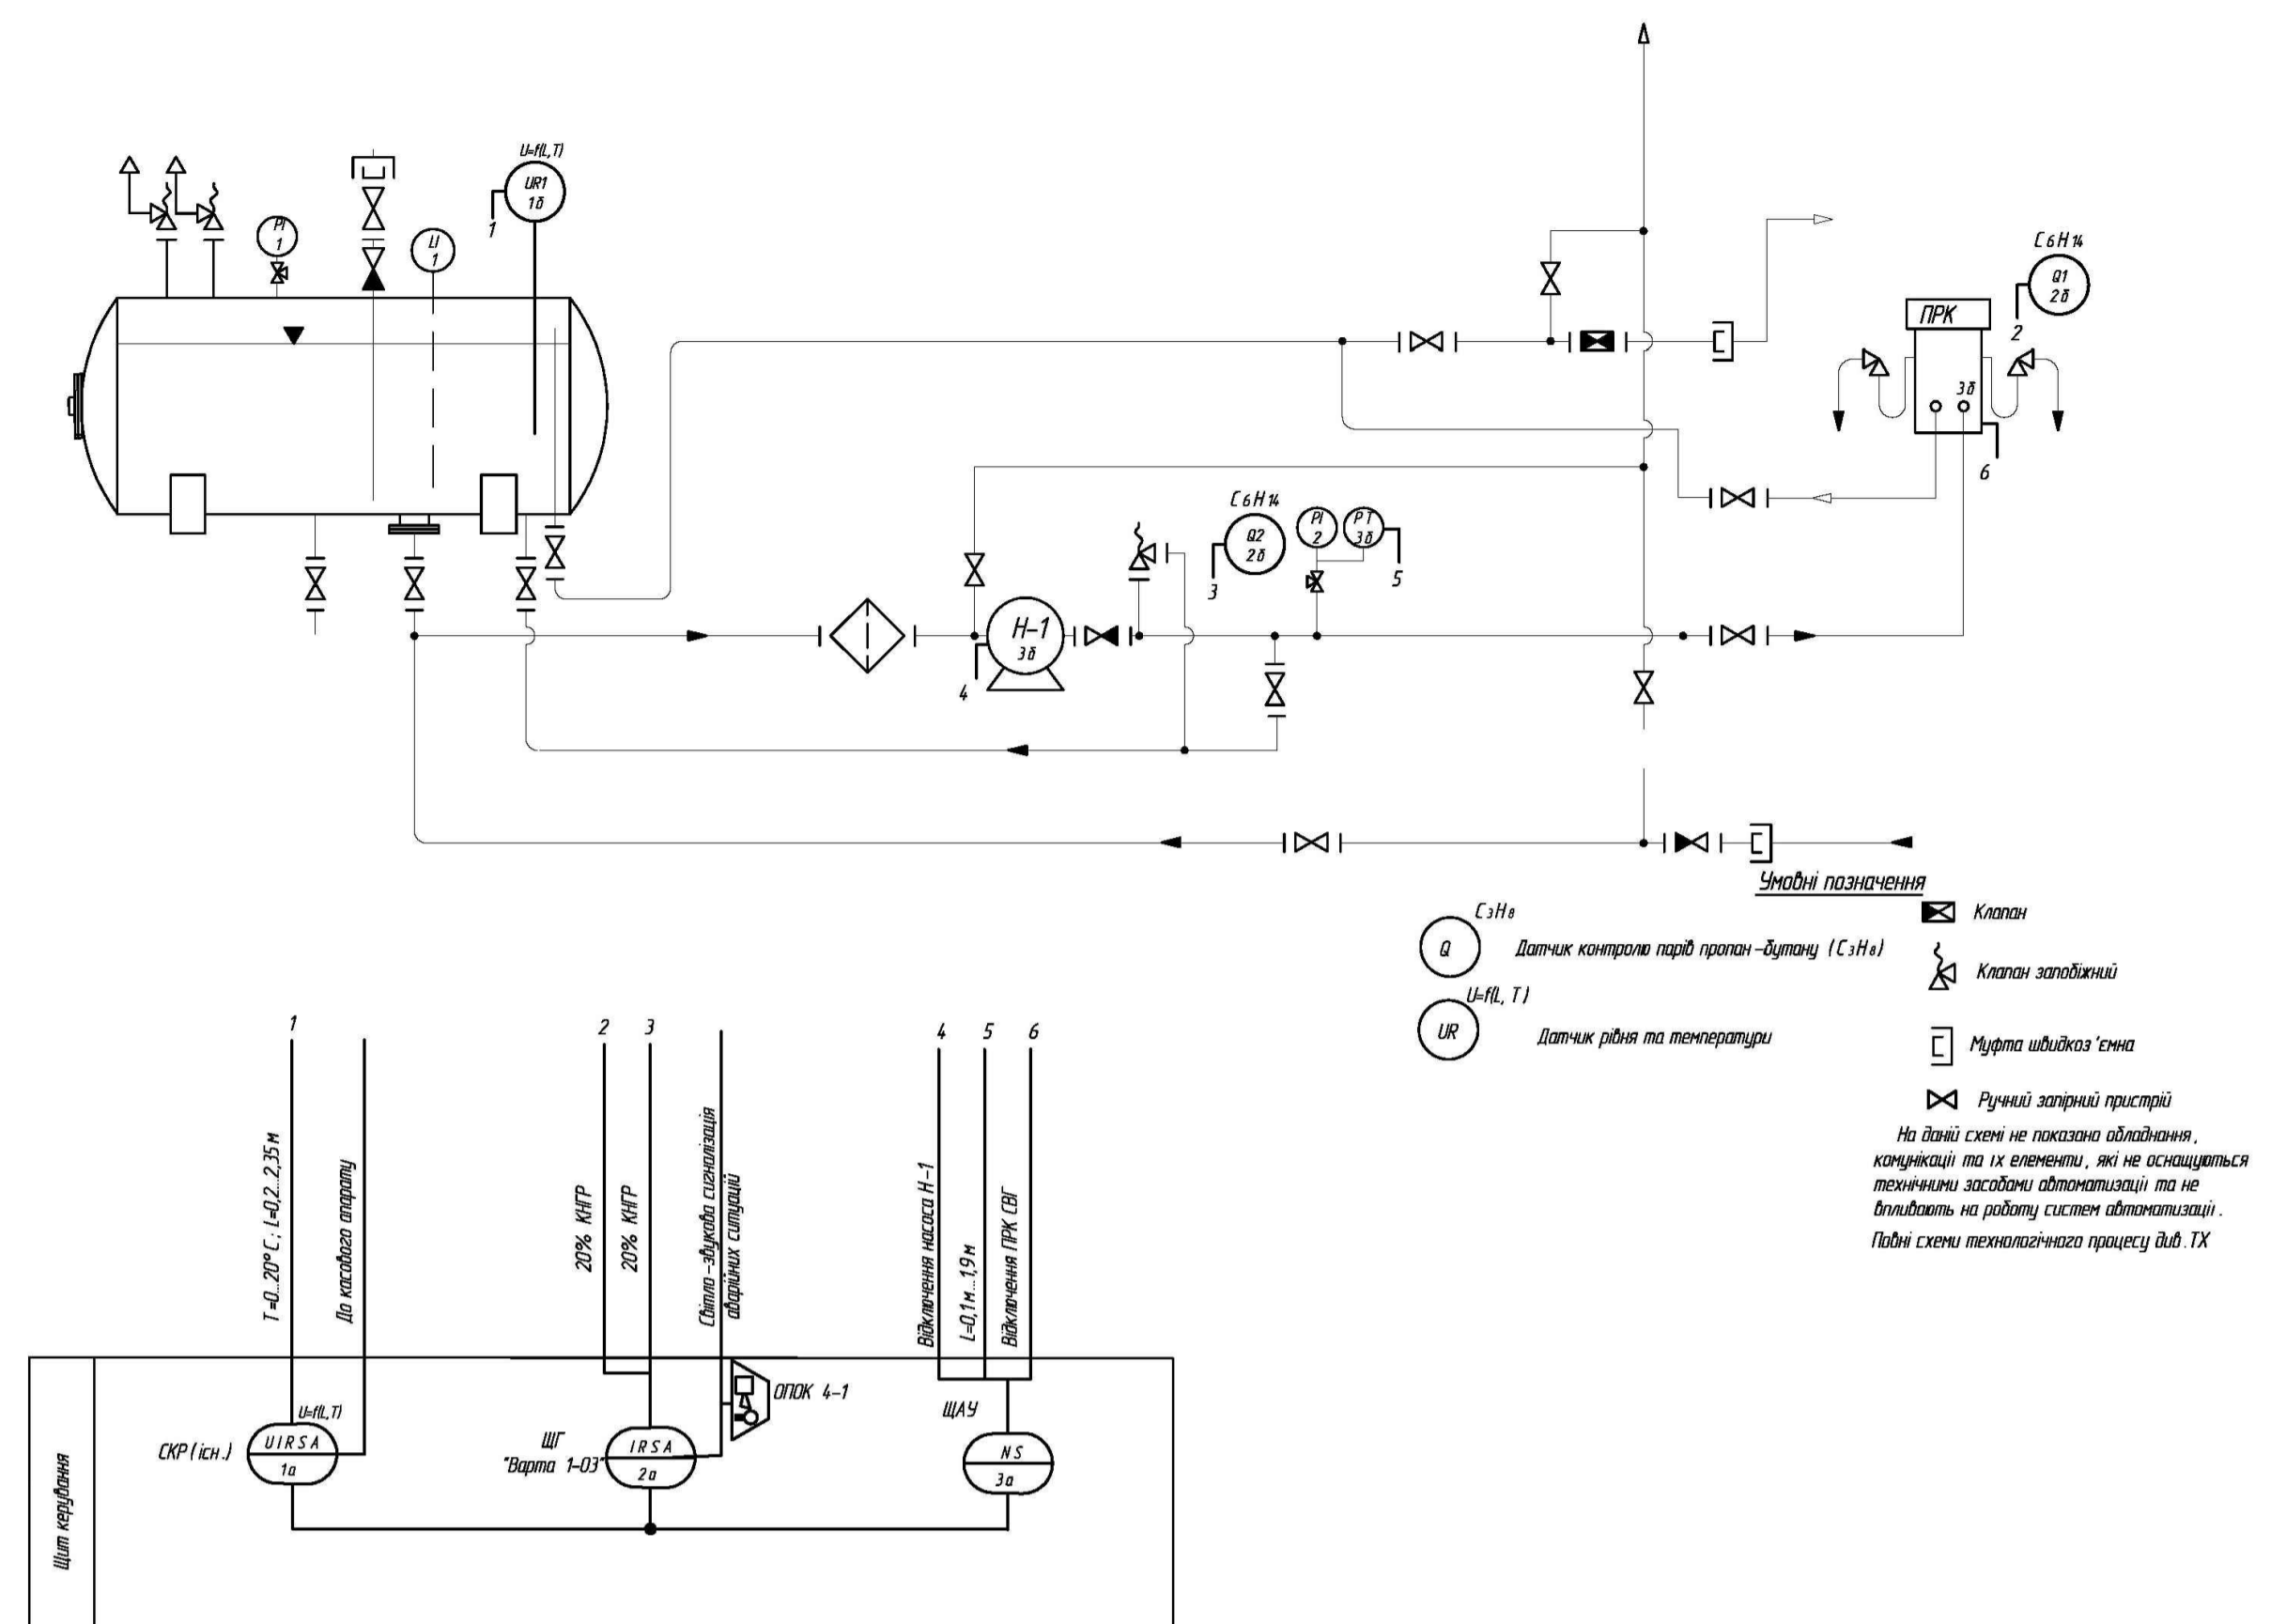 U=f(L,T)
UR1
1б
1
PI
1
LI
1
C6H14
Q1
2б
2
ПРК
3б
6
C6H14
Q2
2б
3
PI
2
PT
3б
5
Н-1
3б
4
Умовні позначення
C3H8
Q
Датчик контролю парів пропан-бутану (C3H8)
U=f(L, T)
UR
Датчик рівня та температури
Клапан
Клапан запобіжний
Муфта швидкоз'ємна
Ручний запірний пристрій
На даній схемі не показано обладнання,
комунікації та їх елементи, які не оснащуються
технічними засобами автоматизації та не
впливають на роботу систем автоматизації.
Повні схеми технологічного процесу див. ТХ
1
2
3
4
5
6
T=0...20°C; L=0,2...2,35м
До касового апарату
20% КНГР
20% КНГР
Світло-звукова сигналізація
аварійних ситуацій
Відключення насоса Н-1
L=0,1м...1,9м
Відключення ПРК СВГ
ОПОК 4-1
СКР (існ.)
U=f(L,T)
UIRSA
1а
ЩГ
"Варта 1-03"
IRSA
2а
ЩАУ
NS
3а
Щит керування